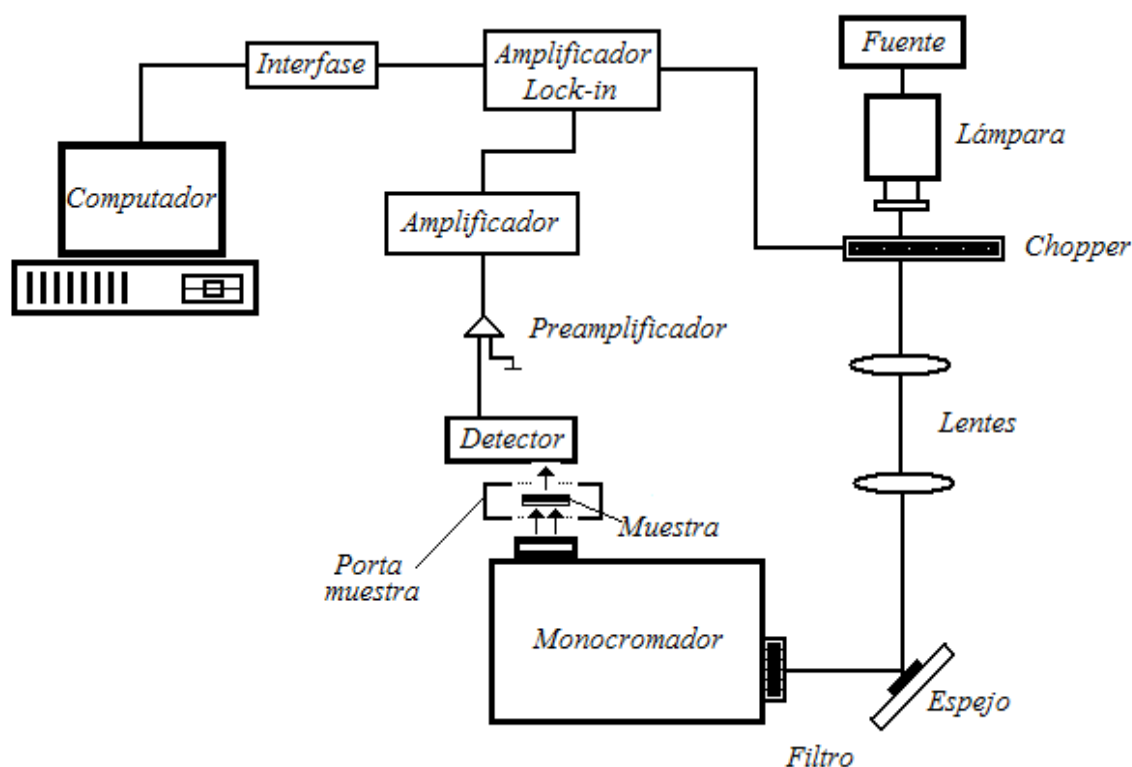 Fuente
Amplificador
Lock-in
Interfase
Lámpara
Computador
Amplificador
Chopper
Preamplificador
Lentes
Detector
Muestra
Porta
muestra
Monocromador
Espejo
Filtro